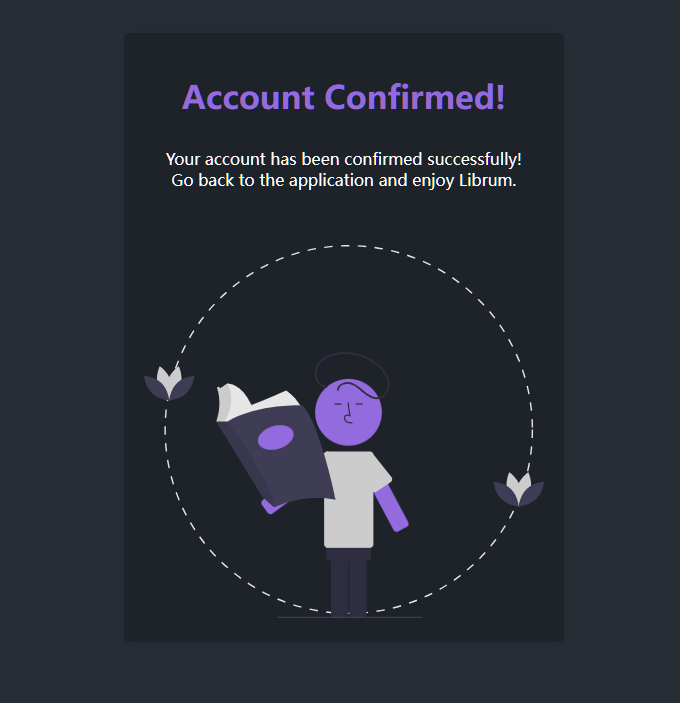 Account Confirmed!
Your account has been confirmed successfully!
Go back to the application and enjoy Librum.